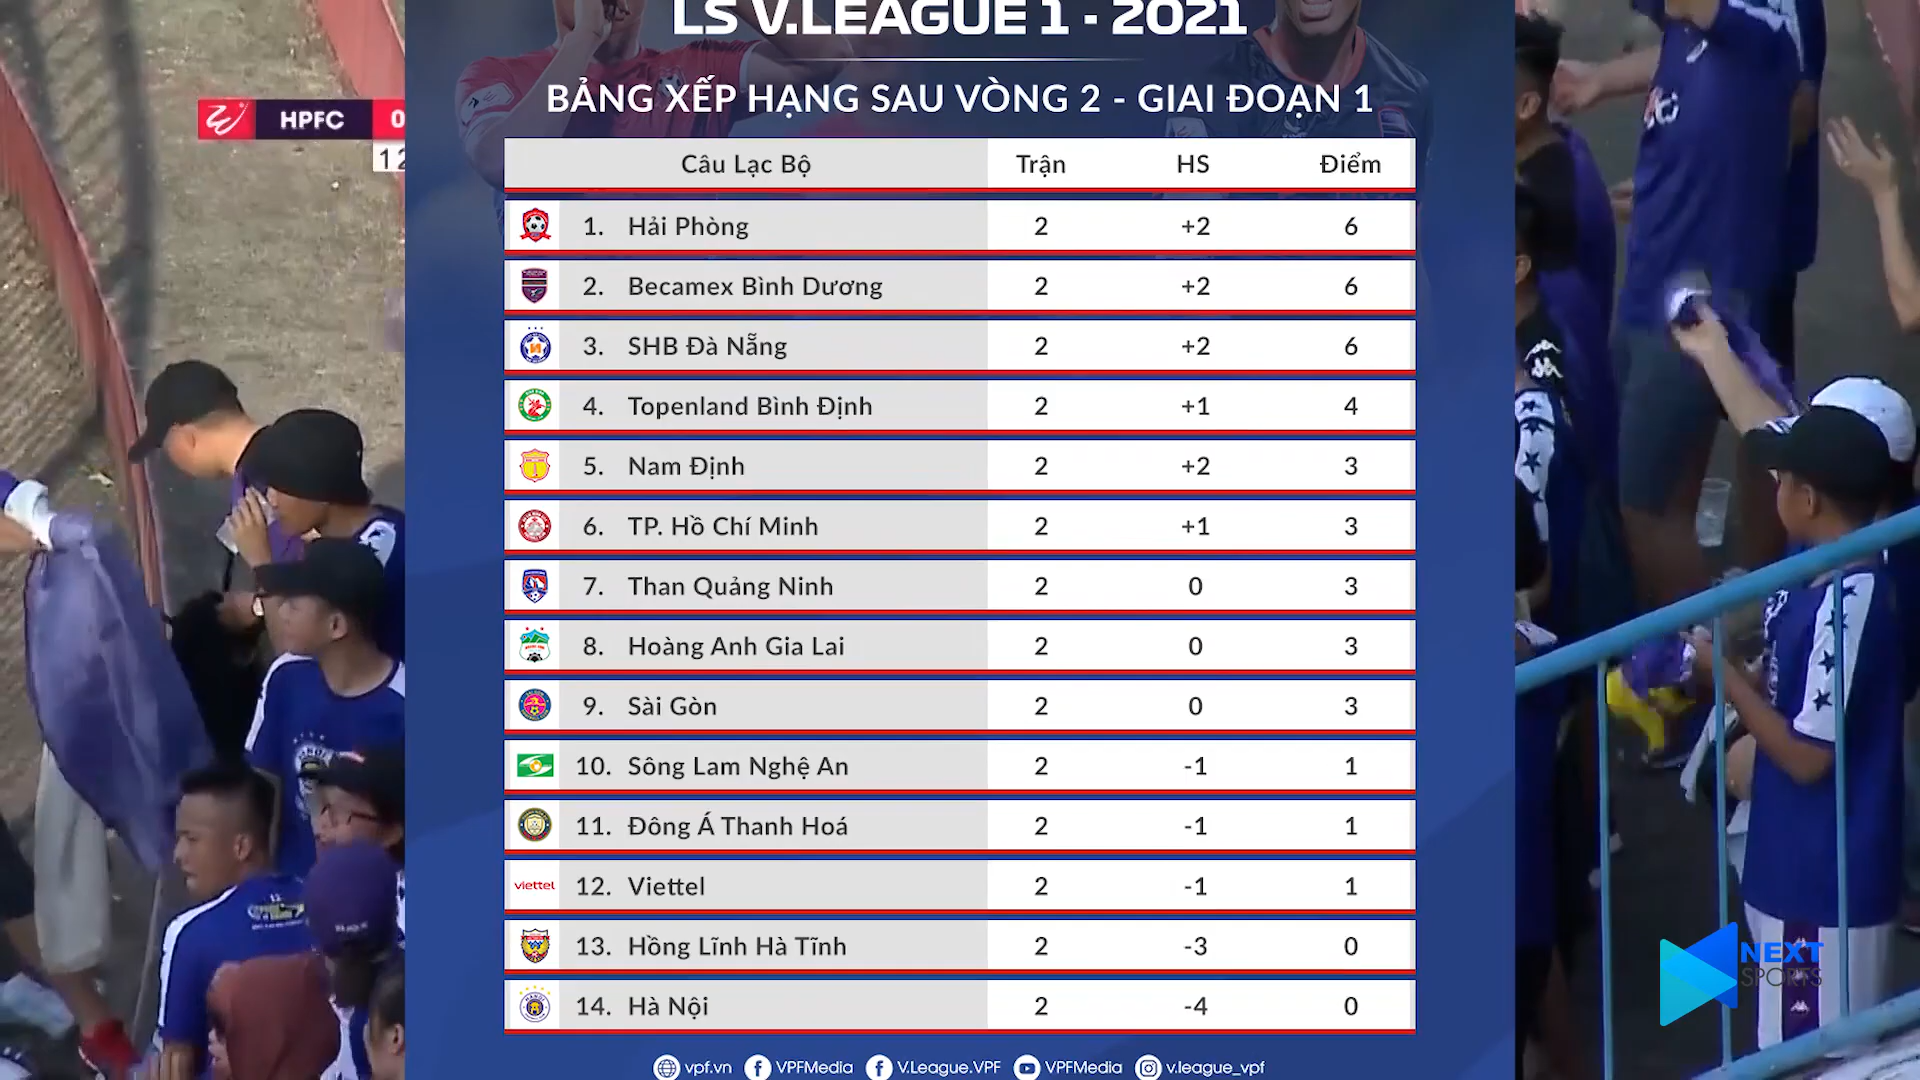 LS V.LEAGUE 1 - 2021
BẢNG XẾP HẠNG SAU VÒNG 2 - GIAI ĐOẠN 1
HPFC 0
12
Câu Lạc Bộ Trận HS Điểm
1. Hải Phòng 2 +2 6
2. Becamex Bình Dương 2 +2 6
3. SHB Đà Nẵng 2 +2 6
4. Topenland Bình Định 2 +1 4
5. Nam Định 2 +2 3
6. TP. Hồ Chí Minh 2 +1 3
7. Than Quảng Ninh 2 0 3
8. Hoàng Anh Gia Lai 2 0 3
9. Sài Gòn 2 0 3
10. Sông Lam Nghệ An 2 -1 1
11. Đông Á Thanh Hoá 2 -1 1
viettel 12. Viettel 2 -1 1
13. Hồng Lĩnh Hà Tĩnh 2 -3 0
14. Hà Nội 2 -4 0
NEXT
SPORTS
vpf.vn VPFMedia V.League.VPF VPFMedia v.league_vpf